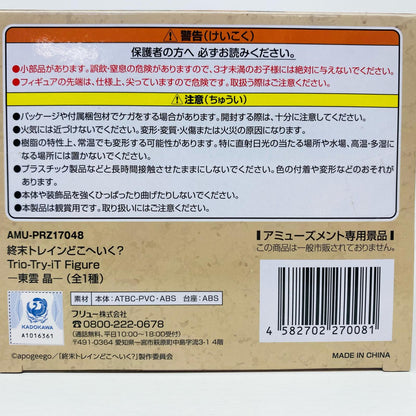 ⚠ 警告(けいこく)
保護者の方へ 必ずお読みください。
●小部品があります。誤飲・窒息の危険がありますので、3才未満のお子様には絶対に与えないでください。
●フィギュアの先端は、仕様上、尖っていますので危険です。取扱う際はご注意ください。
⚠ 注意(ちゅうい)
●パッケージや付属梱包材でケガをする場合があります。開封する際は、十分に注意してください。
●火気には近づけないでください。変形・変質・火傷または火災の原因になります。
●樹脂の特性上、常温でも変形する可能性があります。特に直射日光の当たる場所や水場、高温・多湿になる場所には置かないでください。
●プラスチック製品などと長時間接触させたままにしないでください。色の付着や変形などのおそれがあります。
●本体や装飾品を強くひっぱったり曲げたりしないでください。
●本製品は観賞用です。取り扱いにはご注意ください。
AMU-PRZ17048
終末トレインどこへいく?
Trio-Try-iT Figure
―東雲 晶―(全1種)
アミューズメント専用景品
この商品は一般市販されておりません。
素材 本体:ATBC-PVC・ABS 台座:ABS
KADOKAWA
A1016361
フリュー株式会社
☎0800-222-0678
通話料無料 平日10:00~18:00(祝日除く)
〒491-0364 愛知県一宮市萩原町中島字流3-1 4階
4 582702 270081
©apogeego/「終末トレインどこへいく?」製作委員会
MADE IN CHINA